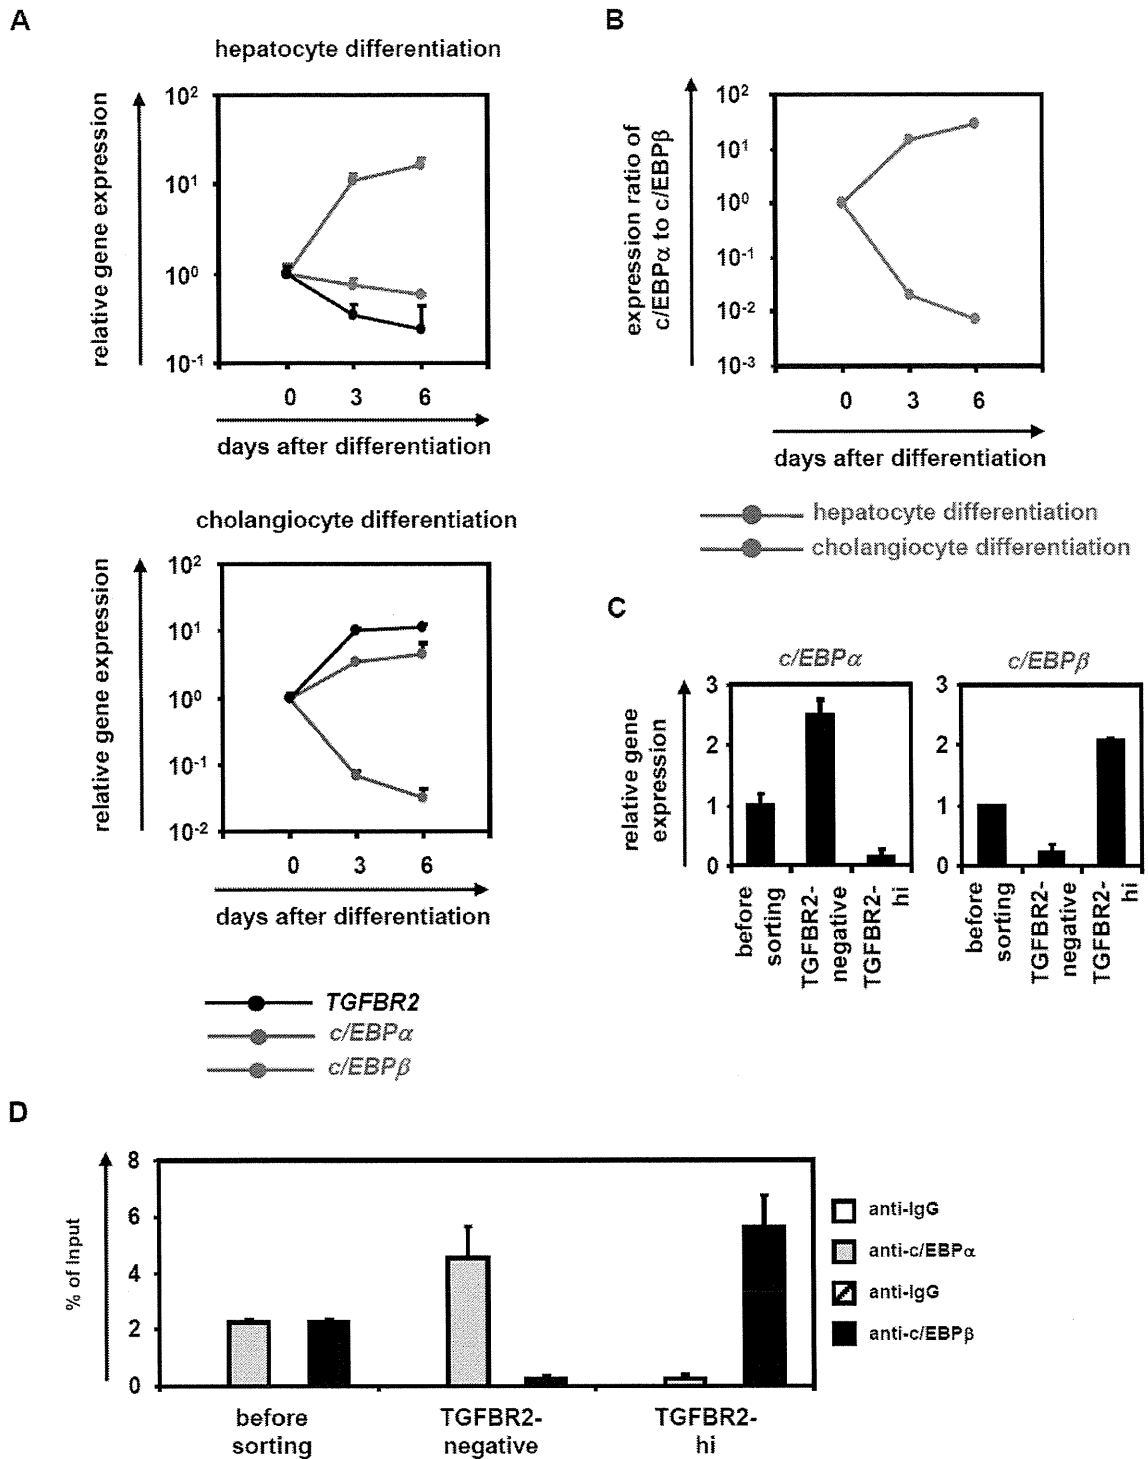 A
hepatocyte differentiation
relative gene expression
10²
10¹
10⁰
10⁻¹
0 3 6
days after differentiation
cholangiocyte differentiation
relative gene expression
10²
10¹
10⁰
10⁻¹
10⁻²
0 3 6
days after differentiation
TGFBR2
c/EBPα
c/EBPβ
B
expression ratio of
c/EBPα to c/EBPβ
10²
10¹
10⁰
10⁻¹
10⁻²
10⁻³
0 3 6
days after differentiation
hepatocyte differentiation
cholangiocyte differentiation
C
relative gene
expression
c/EBPα
3
2
1
0
before
sorting
TGFBR2-
negative
TGFBR2-
hi
c/EBPβ
3
2
1
0
before
sorting
TGFBR2-
negative
TGFBR2-
hi
D
% of Input
8
6
4
2
0
before
sorting
TGFBR2-
negative
TGFBR2-
hi
anti-IgG
anti-c/EBPα
anti-IgG
anti-c/EBPβ